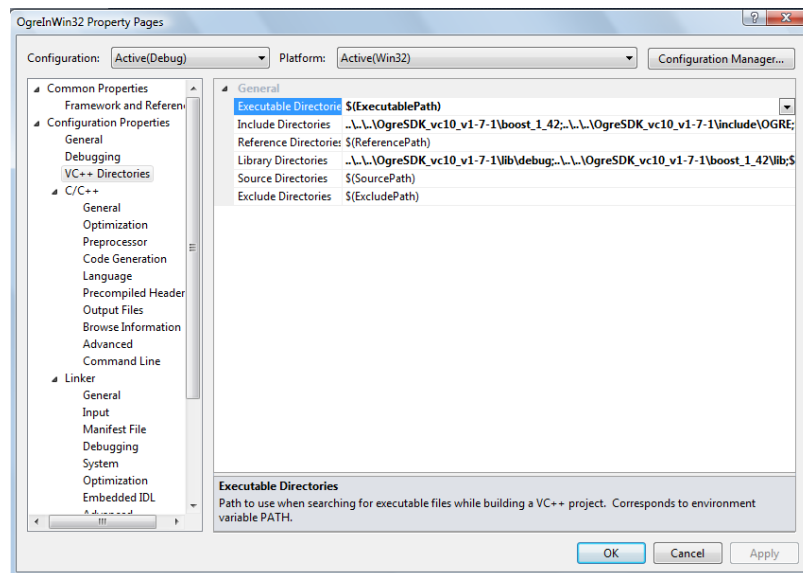 OgreInWin32 Property Pages
Configuration: Active(Debug) Platform: Active(Win32) Configuration Manager...
Common Properties
Framework and Referen
Configuration Properties
General
Debugging
VC++ Directories
C/C++
General
Optimization
Preprocessor
Code Generation
Language
Precompiled Header
Output Files
Browse Information
Advanced
Command Line
Linker
General
Input
Manifest File
Debugging
System
Optimization
Embedded IDL
General
Executable Directorie $(ExecutablePath)
Include Directories ..\..\..\OgreSDK_vc10_v1-7-1\boost_1_42;..\..\..\OgreSDK_vc10_v1-7-1\include\OGRE;
Reference Directories $(ReferencePath)
Library Directories ..\..\..\OgreSDK_vc10_v1-7-1\lib\debug;..\..\..\OgreSDK_vc10_v1-7-1\boost_1_42\lib;$
Source Directories $(SourcePath)
Exclude Directories $(ExcludePath)
Executable Directories
Path to use when searching for executable files while building a VC++ project. Corresponds to environment
variable PATH.
OK Cancel Apply